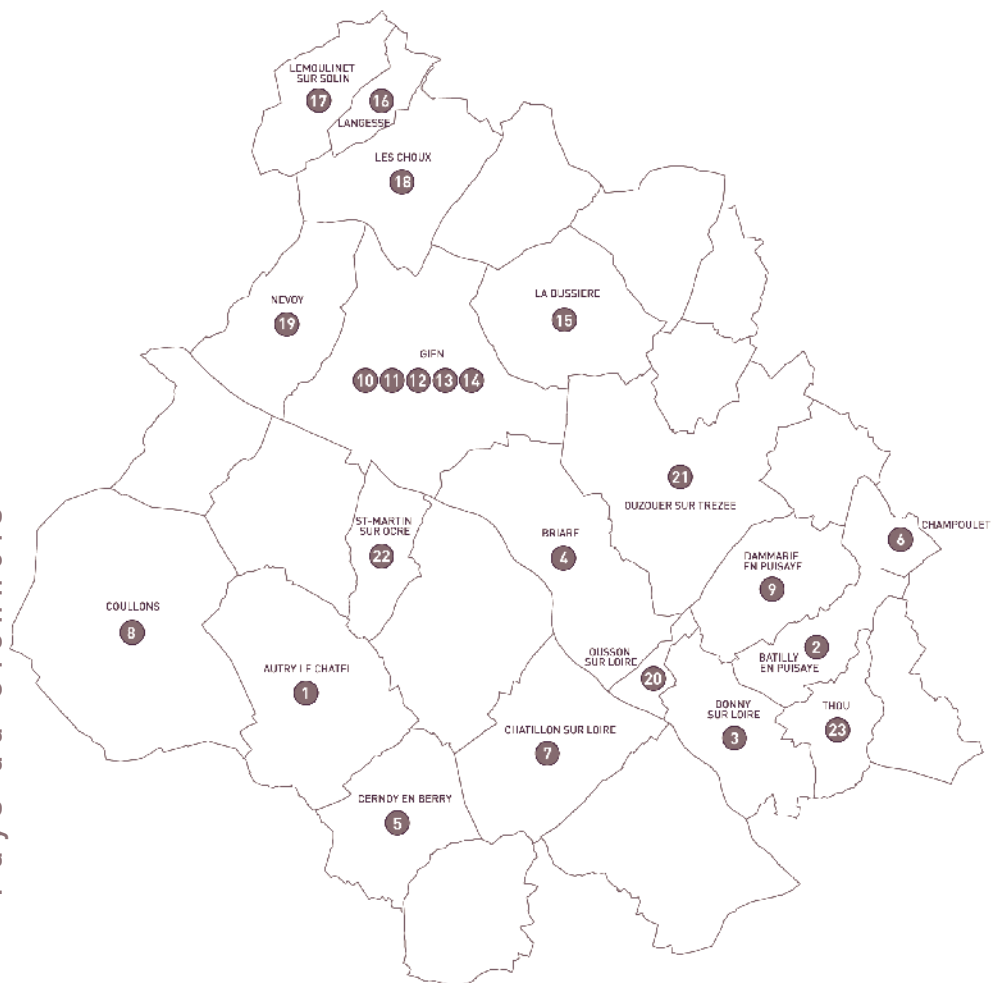 LEMOULINET
SUR SOLIN
17
16
LANGESSE
LES CHOUX
18
NEVOY
19
LA BUSSIERE
15
GIEN
10 11 12 13 14
21
OUZOUER SUR TREZEE
ST-MARTIN
SUR OCRE
22
BRIARE
4
CHAMPOULET
6
DAMMARIE
EN PUISAYE
9
COULLONS
8
AUTRY LE CHATEL
1
OUSSON
SUR LOIRE
20
2
BATILLY
EN PUISAYE
BONNY
SUR LOIRE
3
THOU
23
CHATILLON SUR LOIRE
7
CERNOY EN BERRY
5